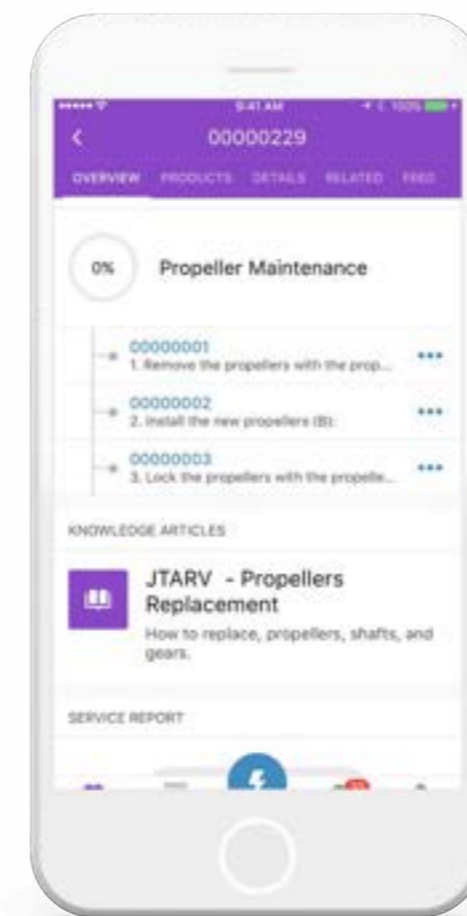 9:41 AM 100%
00000229
OVERVIEW PRODUCTS DETAILS RELATED FEED
0% Propeller Maintenance
00000001
1. Remove the propellers with the prop...
00000002
2. Install the new propellers (B):
00000003
3. Lock the propellers with the propelle...
KNOWLEDGE ARTICLES
JTARV - Propellers
Replacement
How to replace, propellers, shafts, and
gears.
SERVICE REPORT